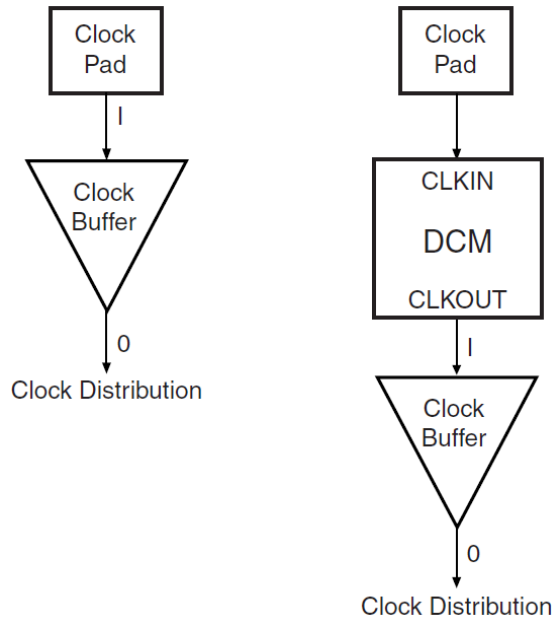 Clock
Pad
I
Clock
Buffer
0
Clock Distribution
Clock
Pad
CLKIN
DCM
CLKOUT
I
Clock
Buffer
0
Clock Distribution